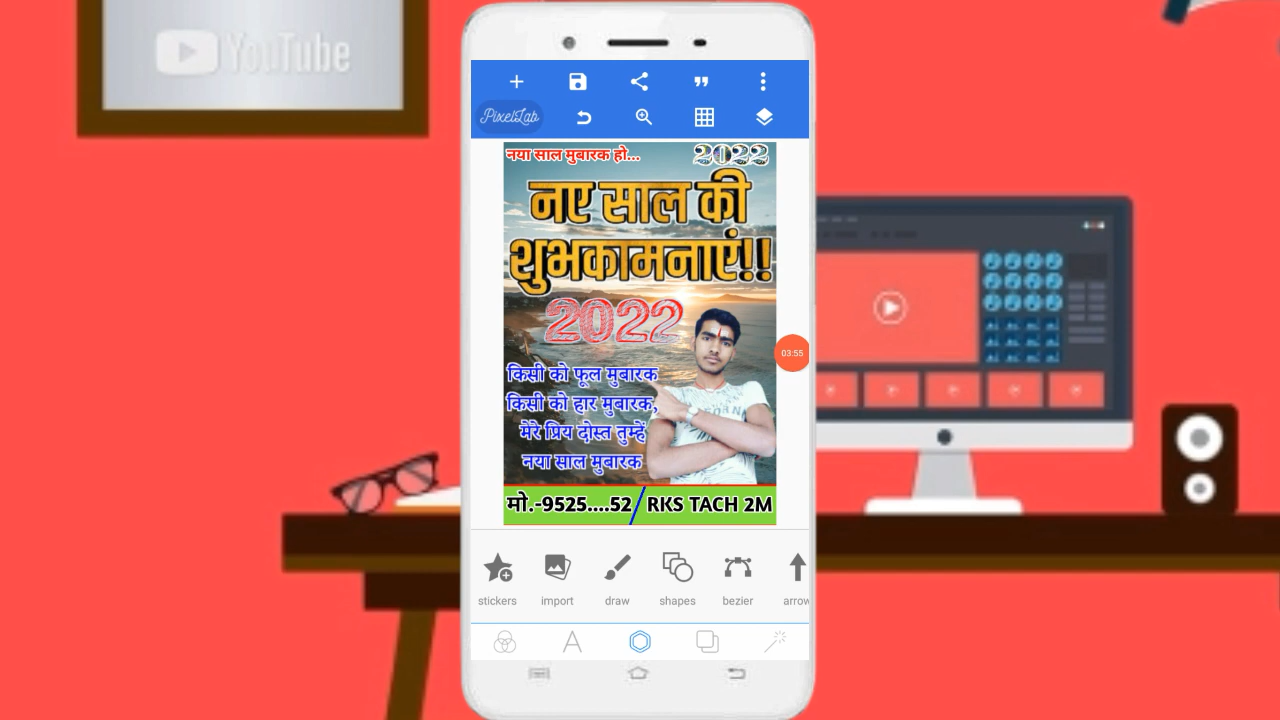 YouTube
PixelLab
नया साल मुबारक हो...
2022
नए साल की
शुभकामनाएं!!
2022
किसी को फूल मुबारक
किसी को हार मुबारक,
मेरे प्रिय दोस्त तुम्हें
नया साल मुबारक
मो.-9525....52/RKS TACH 2M
03:55
stickers
import
draw
shapes
bezier
arrow